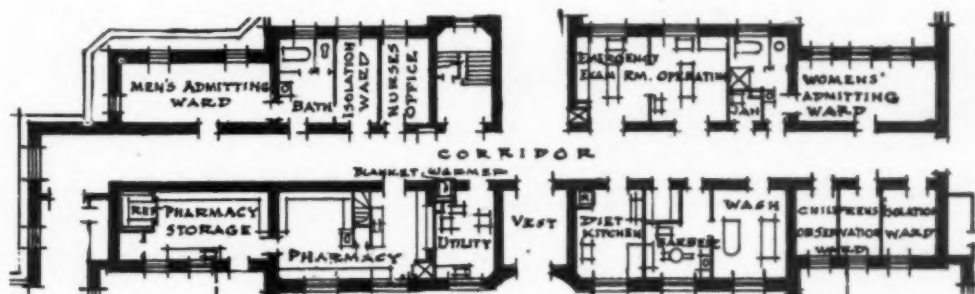 MEN'S ADMITTING
WARD
BATH
ISOLATION
WARD
NURSES
OFFICE
EMERGENCY
EXAM. RM.
OPERATING
JAN
WOMENS'
ADMITTING
WARD
CORRIDOR
BLANKET WARMER
REF
PHARMACY
STORAGE
PHARMACY
UTILITY
VEST
DIET
KITCHEN
BARBER
WASH
CHILDRENS
OBSERVATION
WARD
ISOLATION
WARD